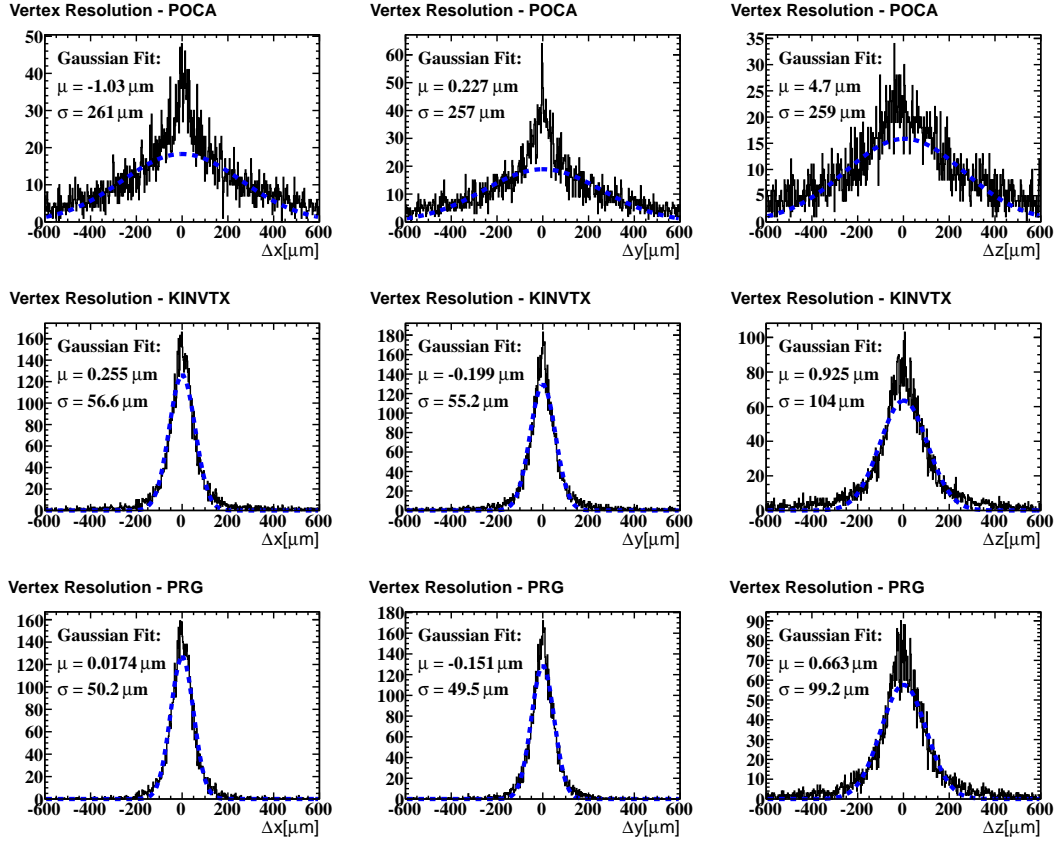 Vertex Resolution - POCA
Gaussian Fit:
μ = -1.03 μm
σ = 261 μm
50
40
30
20
10
0
-600 -400 -200 0 200 400 600
Δx[μm]
Vertex Resolution - POCA
Gaussian Fit:
μ = 0.227 μm
σ = 257 μm
60
50
40
30
20
10
0
-600 -400 -200 0 200 400 600
Δy[μm]
Vertex Resolution - POCA
Gaussian Fit:
μ = 4.7 μm
σ = 259 μm
35
30
25
20
15
10
5
0
-600 -400 -200 0 200 400 600
Δz[μm]
Vertex Resolution - KINVTX
Gaussian Fit:
μ = 0.255 μm
σ = 56.6 μm
160
140
120
100
80
60
40
20
0
-600 -400 -200 0 200 400 600
Δx[μm]
Vertex Resolution - KINVTX
Gaussian Fit:
μ = -0.199 μm
σ = 55.2 μm
180
160
140
120
100
80
60
40
20
0
-600 -400 -200 0 200 400 600
Δy[μm]
Vertex Resolution - KINVTX
Gaussian Fit:
μ = 0.925 μm
σ = 104 μm
100
80
60
40
20
0
-600 -400 -200 0 200 400 600
Δz[μm]
Vertex Resolution - PRG
Gaussian Fit:
μ = 0.0174 μm
σ = 50.2 μm
160
140
120
100
80
60
40
20
0
-600 -400 -200 0 200 400 600
Δx[μm]
Vertex Resolution - PRG
Gaussian Fit:
μ = -0.151 μm
σ = 49.5 μm
180
160
140
120
100
80
60
40
20
0
-600 -400 -200 0 200 400 600
Δy[μm]
Vertex Resolution - PRG
Gaussian Fit:
μ = 0.663 μm
σ = 99.2 μm
90
80
70
60
50
40
30
20
10
0
-600 -400 -200 0 200 400 600
Δz[μm]